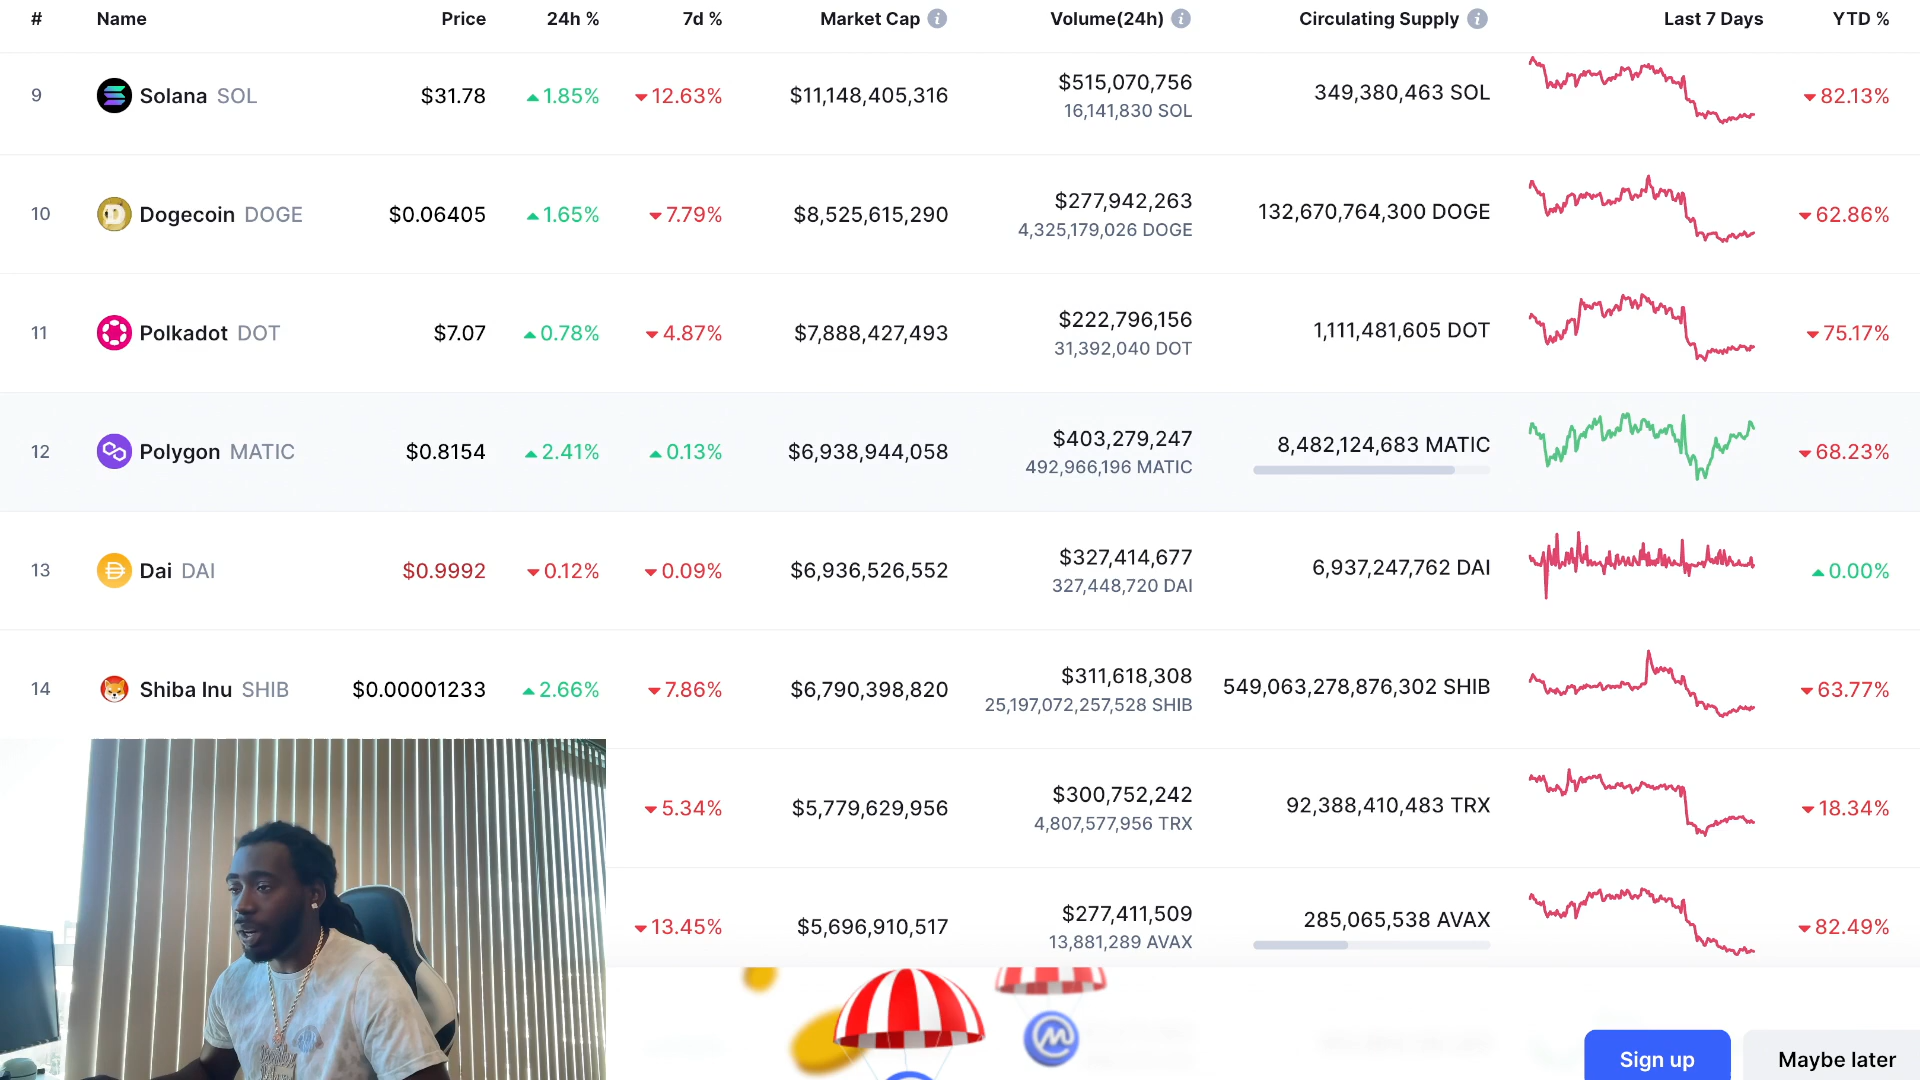 # Name Price 24h % 7d % Market Cap Volume(24h) Circulating Supply Last 7 Days YTD %
9 Solana SOL $31.78 1.85% 12.63% $11,148,405,316 $515,070,756 349,380,463 SOL 82.13%
16,141,830 SOL
10 Dogecoin DOGE $0.06405 1.65% 7.79% $8,525,615,290 $277,942,263 132,670,764,300 DOGE 62.86%
4,325,179,026 DOGE
11 Polkadot DOT $7.07 0.78% 4.87% $7,888,427,493 $222,796,156 1,111,481,605 DOT 75.17%
31,392,040 DOT
12 Polygon MATIC $0.8154 2.41% 0.13% $6,938,944,058 $403,279,247 8,482,124,683 MATIC 68.23%
492,966,196 MATIC
13 Dai DAI $0.9992 0.12% 0.09% $6,936,526,552 $327,414,677 6,937,247,762 DAI 0.00%
327,448,720 DAI
14 Shiba Inu SHIB $0.00001233 2.66% 7.86% $6,790,398,820 $311,618,308 549,063,278,876,302 SHIB 63.77%
25,197,072,257,528 SHIB
5.34% $5,779,629,956 $300,752,242 92,388,410,483 TRX 18.34%
4,807,577,956 TRX
13.45% $5,696,910,517 $277,411,509 285,065,538 AVAX 82.49%
13,881,289 AVAX
Sign up Maybe later